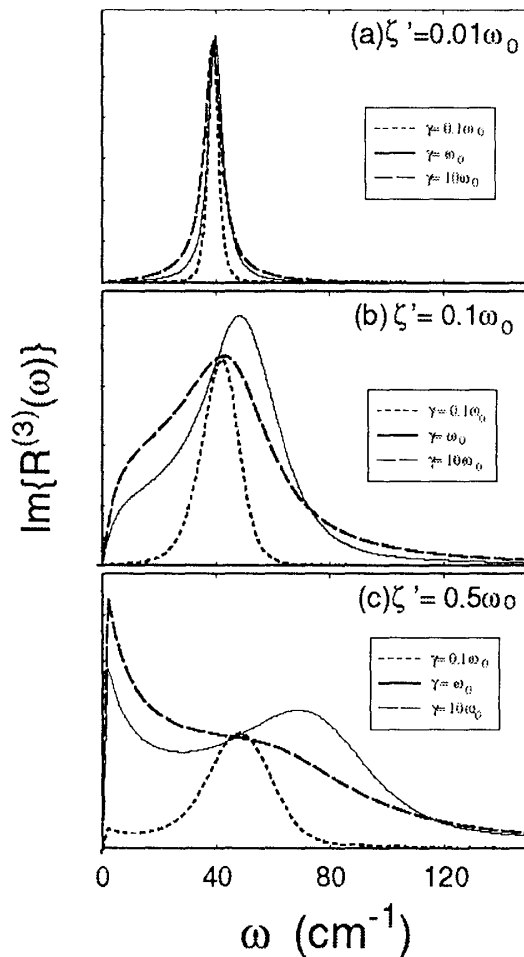 (a) ζ'=0.01ω₀
γ=0.1ω₀
γ=ω₀
γ=10ω₀
(b) ζ'= 0.1ω₀
γ=0.1ω₀
γ=ω₀
γ=10ω₀
Im{R⁽³⁾(ω)}
(c) ζ'= 0.5ω₀
γ=0.1ω₀
γ=ω₀
γ=10ω₀
0 40 80 120
ω (cm⁻¹)